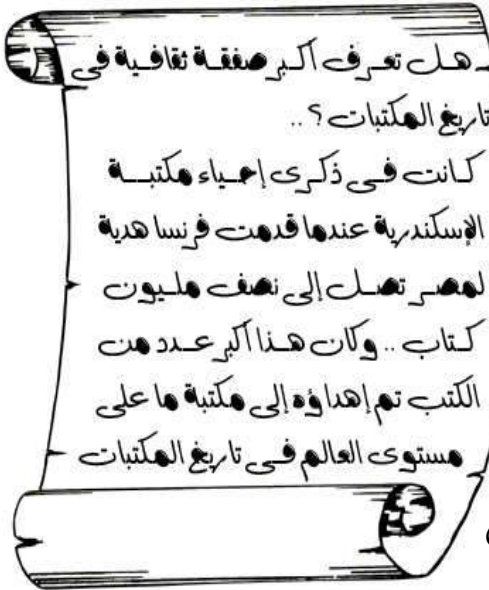 هل تعرف أكبر صفقة ثقافية فى
تاريخ المكتبات ؟ ..
كانت فى ذكرى إحياء مكتبة
الإسكندرية عندما قدمت فرنسا هدية
لمصر تصل إلى نصف مليون
كتاب .. وكان هذا أكبر عدد من
الكتب تم إهداؤه إلى مكتبة ما على
مستوى العالم فى تاريخ المكتبات